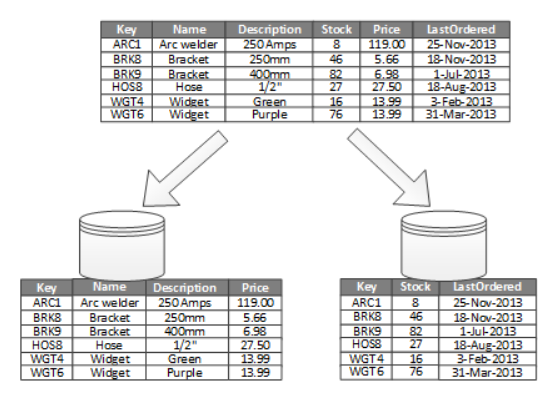 Key Name Description Stock Price LastOrdered
ARC1 Arc welder 250 Amps 8 119.00 25-Nov-2013
BRK8 Bracket 250mm 46 5.66 18-Nov-2013
BRK9 Bracket 400mm 82 6.98 1-Jul-2013
HOS8 Hose 1/2" 27 27.50 18-Aug-2013
WGT4 Widget Green 16 13.99 3-Feb-2013
WGT6 Widget Purple 76 13.99 31-Mar-2013
Key Name Description Price
ARC1 Arc welder 250 Amps 119.00
BRK8 Bracket 250mm 5.66
BRK9 Bracket 400mm 6.98
HOS8 Hose 1/2" 27.50
WGT4 Widget Green 13.99
WGT6 Widget Purple 13.99
Key Stock LastOrdered
ARC1 8 25-Nov-2013
BRK8 46 18-Nov-2013
BRK9 82 1-Jul-2013
HOS8 27 18-Aug-2013
WGT4 16 3-Feb-2013
WGT6 76 31-Mar-2013